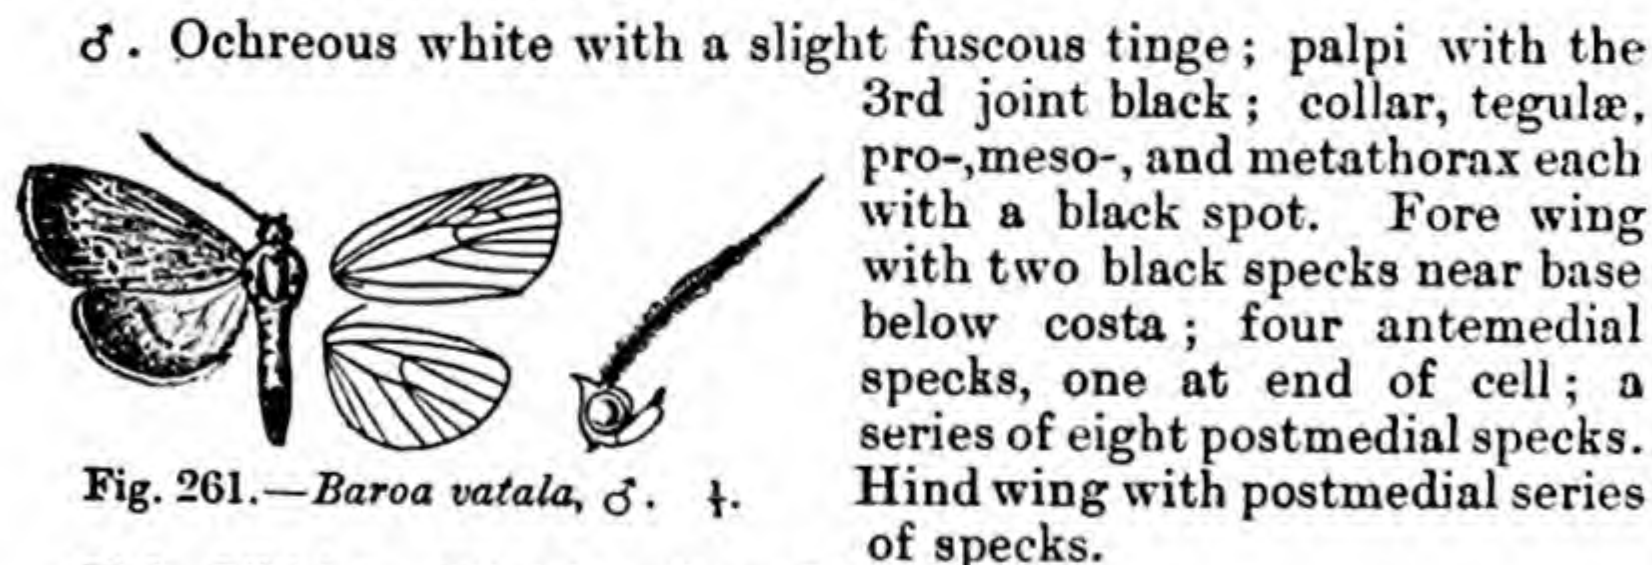 ♂. Ochreous white with a slight fuscous tinge; palpi with the
3rd joint black; collar, tegulæ,
pro-,meso-, and metathorax each
with a black spot. Fore wing
with two black specks near base
below costa; four antemedial
specks, one at end of cell; a
series of eight postmedial specks.
Hind wing with postmedial series
of specks.
Fig. 261.—Baroa vatala, ♂.